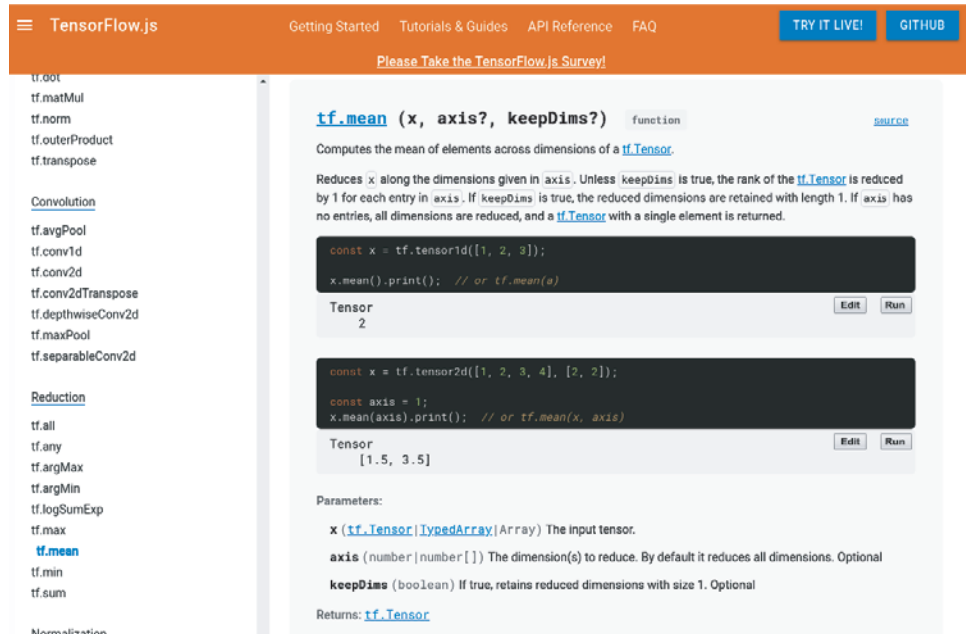 TensorFlow.js
Getting Started Tutorials & Guides API Reference FAQ
TRY IT LIVE! GITHUB
Please Take the TensorFlow.js Survey!
tf.dot
tf.matMul
tf.norm
tf.outerProduct
tf.transpose
Convolution
tf.avgPool
tf.conv1d
tf.conv2d
tf.conv2dTranspose
tf.depthwiseConv2d
tf.maxPool
tf.separableConv2d
Reduction
tf.all
tf.any
tf.argMax
tf.argMin
tf.logSumExp
tf.max
tf.mean
tf.min
tf.sum
Normalization
tf.mean (x, axis?, keepDims?) function source
Computes the mean of elements across dimensions of a tf.Tensor.
Reduces x along the dimensions given in axis. Unless keepDims is true, the rank of the tf.Tensor is reduced
by 1 for each entry in axis. If keepDims is true, the reduced dimensions are retained with length 1. If axis has
no entries, all dimensions are reduced, and a tf.Tensor with a single element is returned.
const x = tf.tensor1d([1, 2, 3]);
x.mean().print(); // or tf.mean(a)
Tensor Edit Run
2
const x = tf.tensor2d([1, 2, 3, 4], [2, 2]);
const axis = 1;
x.mean(axis).print(); // or tf.mean(x, axis)
Tensor Edit Run
[1.5, 3.5]
Parameters:
x (tf.Tensor|TypedArray|Array) The input tensor.
axis (number|number[]) The dimension(s) to reduce. By default it reduces all dimensions. Optional
keepDims (boolean) If true, retains reduced dimensions with size 1. Optional
Returns: tf.Tensor